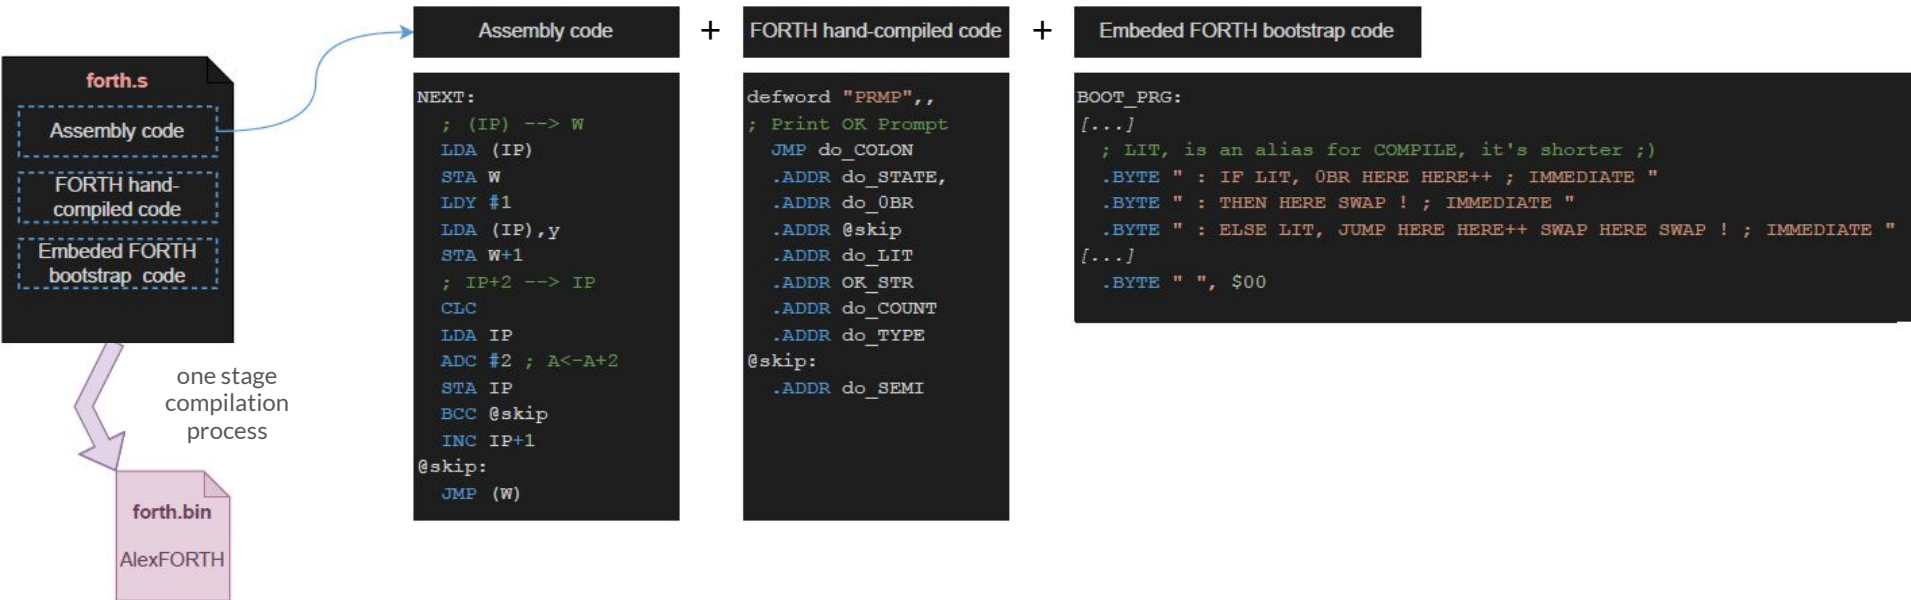 forth.s
Assembly code
FORTH hand-
compiled code
Embeded FORTH
bootstrap code
one stage
compilation
process
forth.bin
AlexFORTH
Assembly code
+
FORTH hand-compiled code
+
Embeded FORTH bootstrap code
NEXT:
; (IP) --> W
LDA (IP)
STA W
LDY #1
LDA (IP),y
STA W+1
; IP+2 --> IP
CLC
LDA IP
ADC #2 ; A<-A+2
STA IP
BCC @skip
INC IP+1
@skip:
JMP (W)
defword "PRMP",,
; Print OK Prompt
JMP do_COLON
.ADDR do_STATE,
.ADDR do_0BR
.ADDR @skip
.ADDR do_LIT
.ADDR OK_STR
.ADDR do_COUNT
.ADDR do_TYPE
@skip:
.ADDR do_SEMI
BOOT_PRG:
[...]
; LIT, is an alias for COMPILE, it's shorter ;)
.BYTE " : IF LIT, 0BR HERE HERE++ ; IMMEDIATE "
.BYTE " : THEN HERE SWAP ! ; IMMEDIATE "
.BYTE " : ELSE LIT, JUMP HERE HERE++ SWAP HERE SWAP ! ; IMMEDIATE "
[...]
.BYTE " ", $00